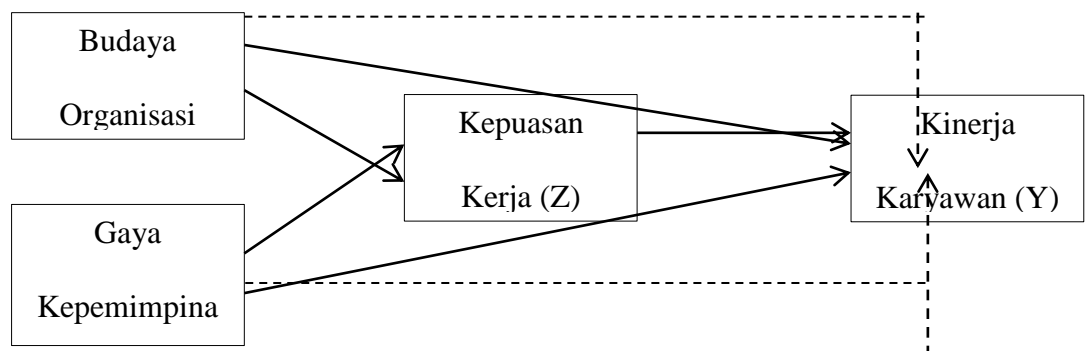 Budaya
Organisasi
Kepuasan
Kerja (Z)
Kinerja
Karyawan (Y)
Gaya
Kepemimpina